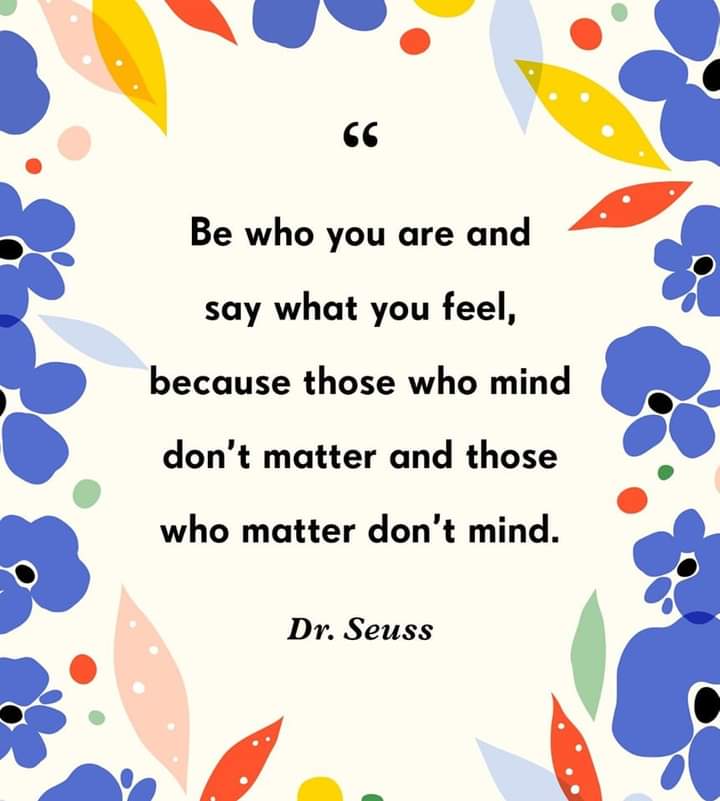 “
Be who you are and
say what you feel,
because those who mind
don’t matter and those
who matter don’t mind.
Dr. Seuss